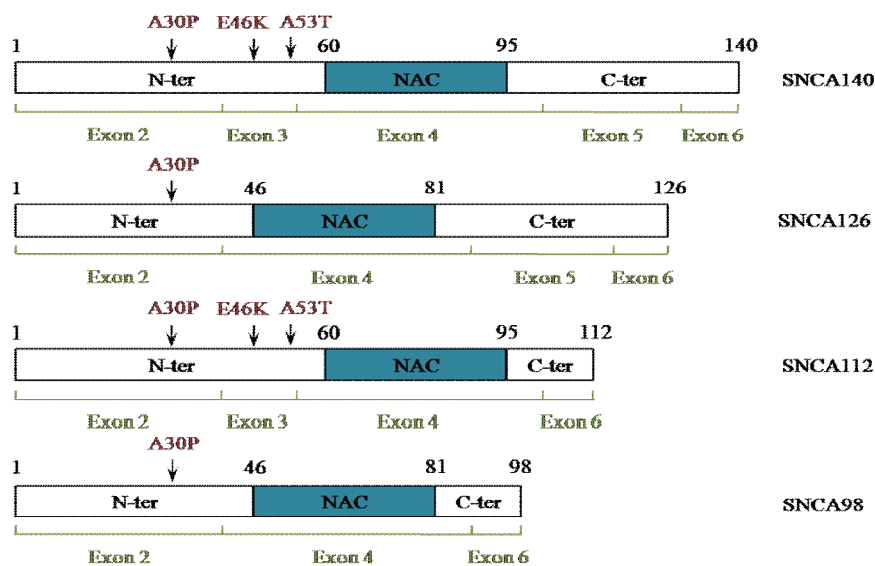 A30P E46K A53T
1 60 95 140
N-ter NAC C-ter SNCA140
Exon 2 Exon 3 Exon 4 Exon 5 Exon 6
A30P
1 46 81 126
N-ter NAC C-ter SNCA126
Exon 2 Exon 4 Exon 5 Exon 6
A30P E46K A53T
1 60 95 112
N-ter NAC C-ter SNCA112
Exon 2 Exon 3 Exon 4 Exon 6
A30P
1 46 81 98
N-ter NAC C-ter SNCA98
Exon 2 Exon 4 Exon 6